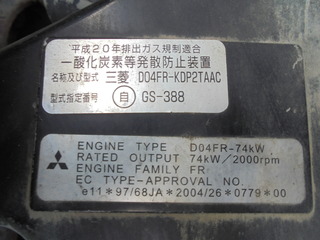 平成20年排出ガス規制適合
一酸化炭素等発散防止装置
名称及び型式 三菱 D04FR-KDP2TAAC
型式指定番号 自 GS-388
ENGINE TYPE D04FR-74kW
RATED OUTPUT 74kW/2000rpm
ENGINE FAMILY FR
EC TYPE-APPROVAL NO.
e11*97/68JA*2004/26*0779*00